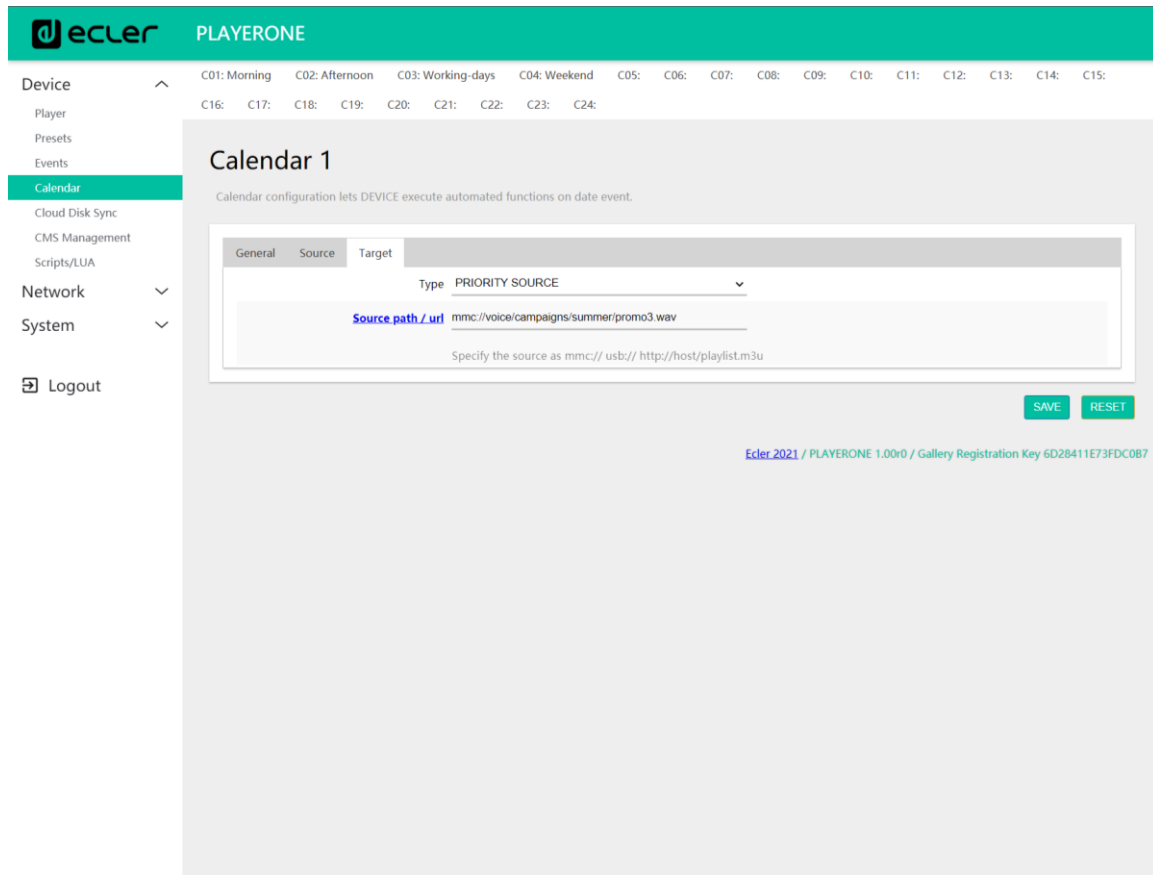 ecler
PLAYERONE
Device
Player
Presets
Events
Calendar
Cloud Disk Sync
CMS Management
Scripts/LUA
Network
System
Logout
C01: Morning C02: Afternoon C03: Working-days C04: Weekend C05: C06: C07: C08: C09: C10: C11: C12: C13: C14: C15:
C16: C17: C18: C19: C20: C21: C22: C23: C24:
Calendar 1
Calendar configuration lets DEVICE execute automated functions on date event.
General Source Target
Type PRIORITY SOURCE
Source path / url mmc://voice/campaigns/summer/promo3.wav
Specify the source as mmc:// usb:// http://host/playlist.m3u
SAVE RESET
Ecler 2021 / PLAYERONE 1.00r0 / Gallery Registration Key 6D28411E73FDC0B7